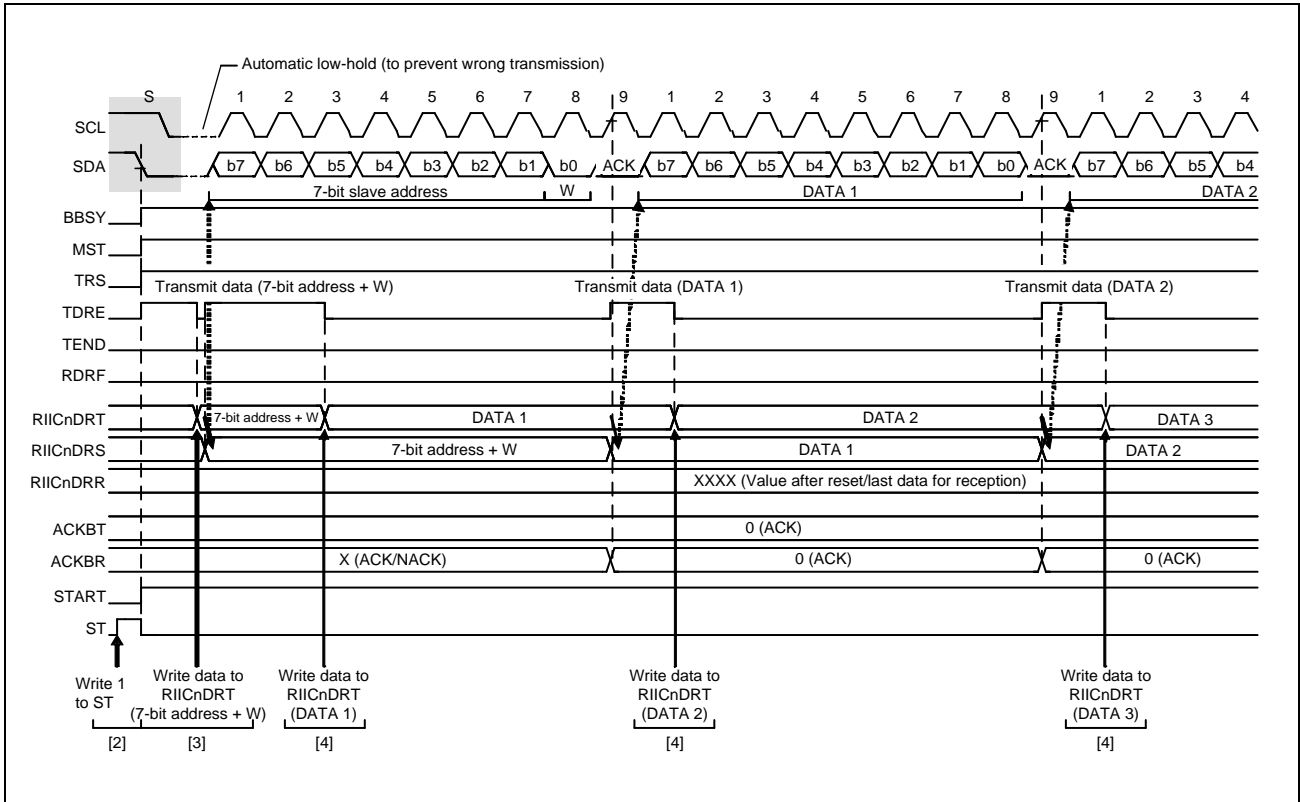 Automatic low-hold (to prevent wrong transmission)
S 1 2 3 4 5 6 7 8 9 1 2 3 4 5 6 7 8 9 1 2 3 4
SCL
SDA b7 b6 b5 b4 b3 b2 b1 b0 ACK b7 b6 b5 b4 b3 b2 b1 b0 ACK b7 b6 b5 b4
7-bit slave address W DATA 1 DATA 2
BBSY
MST
TRS
Transmit data (7-bit address + W) Transmit data (DATA 1) Transmit data (DATA 2)
TDRE
TEND
RDRF
RIICnDRT 7-bit address + W DATA 1 DATA 2 DATA 3
RIICnDRS 7-bit address + W DATA 1 DATA 2
RIICnDRR XXXX (Value after reset/last data for reception)
ACKBT 0 (ACK)
ACKBR X (ACK/NACK) 0 (ACK) 0 (ACK)
START
ST
Write 1
to ST
[2]
Write data to
RIICnDRT
(7-bit address + W)
[3]
Write data to
RIICnDRT
(DATA 1)
[4]
Write data to
RIICnDRT
(DATA 2)
[4]
Write data to
RIICnDRT
(DATA 3)
[4]